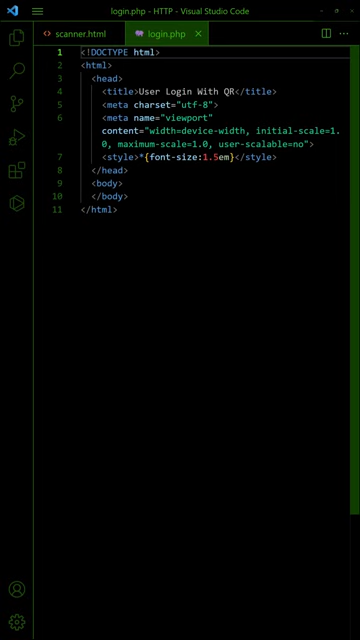 login.php - HTTP - Visual Studio Code
scanner.html
login.php
1 <!DOCTYPE html>
2 <html>
3 <head>
4 <title>User Login With QR</title>
5 <meta charset="utf-8">
6 <meta name="viewport"
content="width=device-width, initial-scale=1.
0, maximum-scale=1.0, user-scalable=no">
7 <style>*{font-size:1.5em}</style>
8 </head>
9 <body>
10 </body>
11 </html>